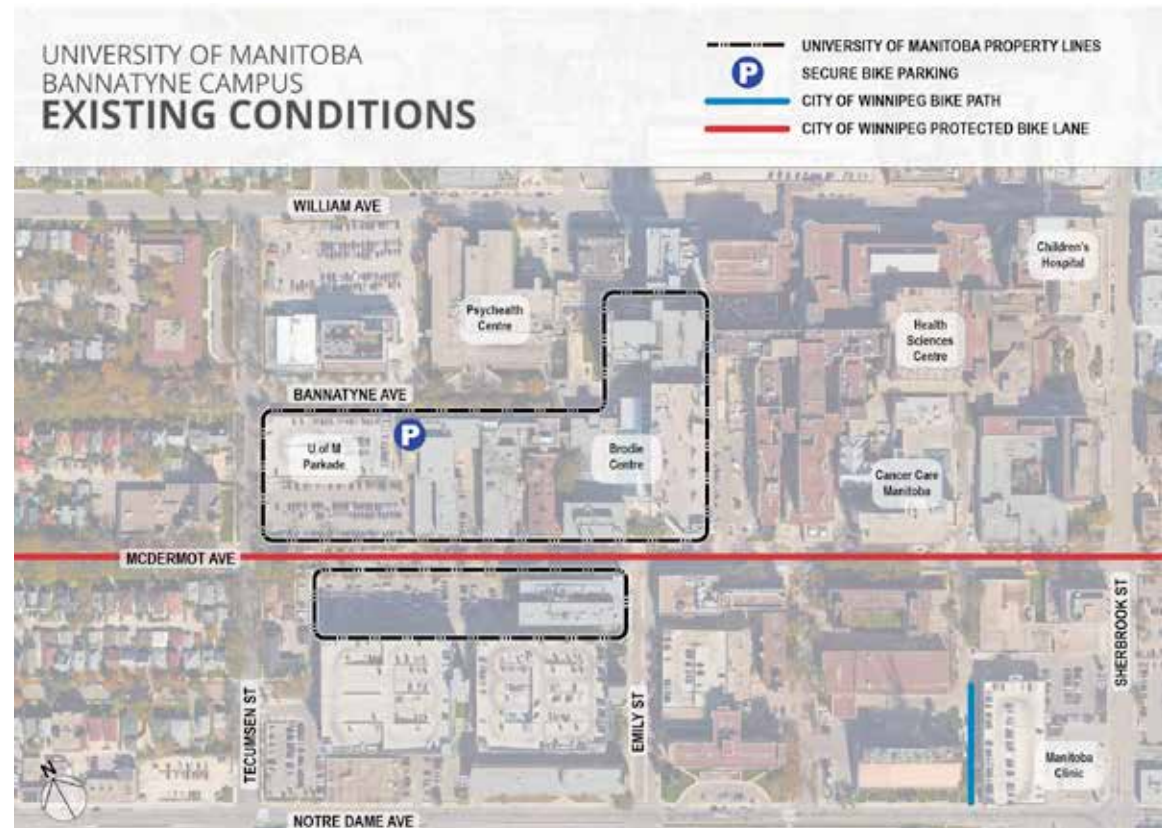 UNIVERSITY OF MANITOBA
BANNATYNE CAMPUS
EXISTING CONDITIONS
UNIVERSITY OF MANITOBA PROPERTY LINES
P
SECURE BIKE PARKING
CITY OF WINNIPEG BIKE PATH
CITY OF WINNIPEG PROTECTED BIKE LANE
WILLIAM AVE
Children's
Hospital
Psychealth
Centre
Health
Sciences
Centre
BANNATYNE AVE
P
U of M
Parkade
Brodie
Centre
Cancer Care
Manitoba
MCDERMOT AVE
SHERBROOK ST
TECUMSEN ST
EMILY ST
Manitoba
Clinic
N
NOTRE DAME AVE